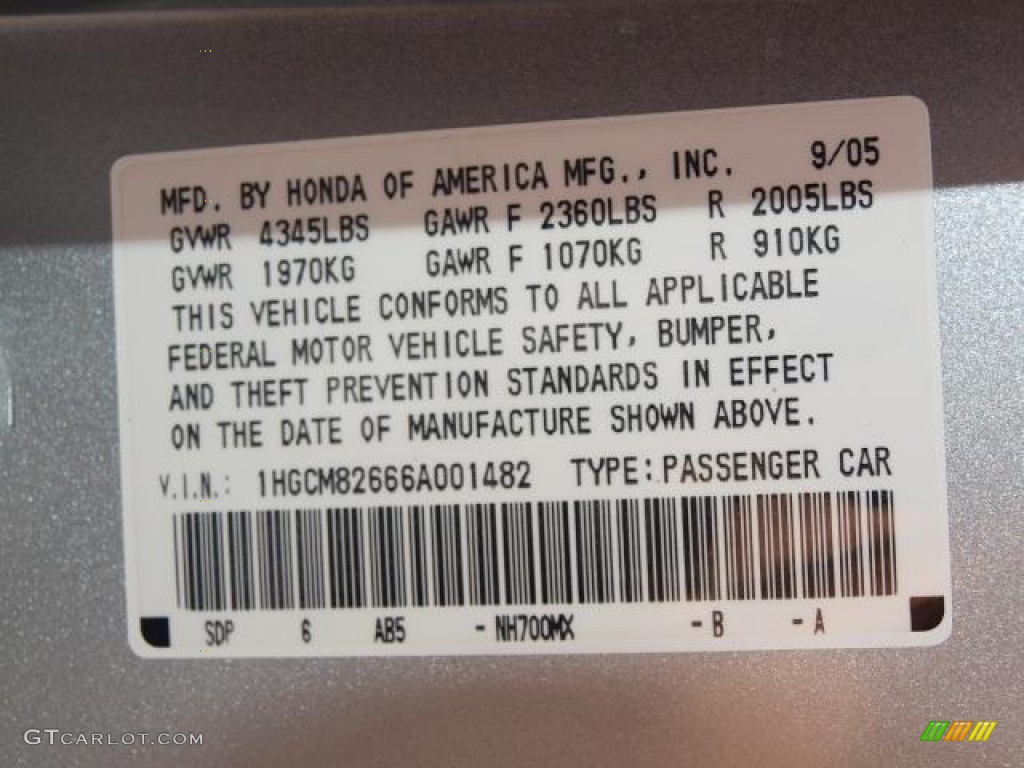 MFD. BY HONDA OF AMERICA MFG., INC. 9/05
GVWR 4345LBS GAWR F 2360LBS R 2005LBS
GVWR 1970KG GAWR F 1070KG R 910KG
THIS VEHICLE CONFORMS TO ALL APPLICABLE
FEDERAL MOTOR VEHICLE SAFETY, BUMPER,
AND THEFT PREVENTION STANDARDS IN EFFECT
ON THE DATE OF MANUFACTURE SHOWN ABOVE.
V.I.N.: 1HGCM82666A001482 TYPE:PASSENGER CAR
SDP 6 AB5 - NH700MX - B - A
GTCARLOT.COM